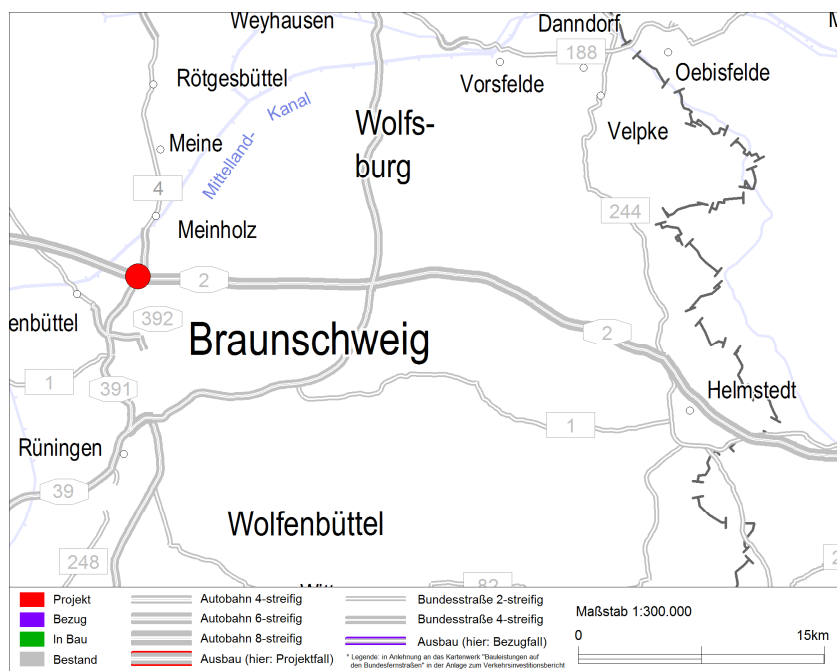 Weyhausen
Danndorf
188
Rötgesbüttel
Vorsfelde
Oebisfelde
Kanal
Mittelland-
Wolfs-
burg
Velpke
Meine
4
244
Meinholz
2
392
enbüttel
Braunschweig
2
1
391
Helmstedt
1
Rüningen
39
Wolfenbüttel
248
82
2
Projekt
Bezug
In Bau
Bestand
Autobahn 4-streifig
Autobahn 6-streifig
Autobahn 8-streifig
Ausbau (hier: Projektfall)
Bundesstraße 2-streifig
Bundesstraße 4-streifig
Ausbau (hier: Bezugfall)
* Legende: in Anlehnung an das Kartenwerk "Bauleistungen auf
den Bundesfernstraßen" in der Anlage zum Verkehrsinvestitionsbericht
Maßstab 1:300.000
0
15km